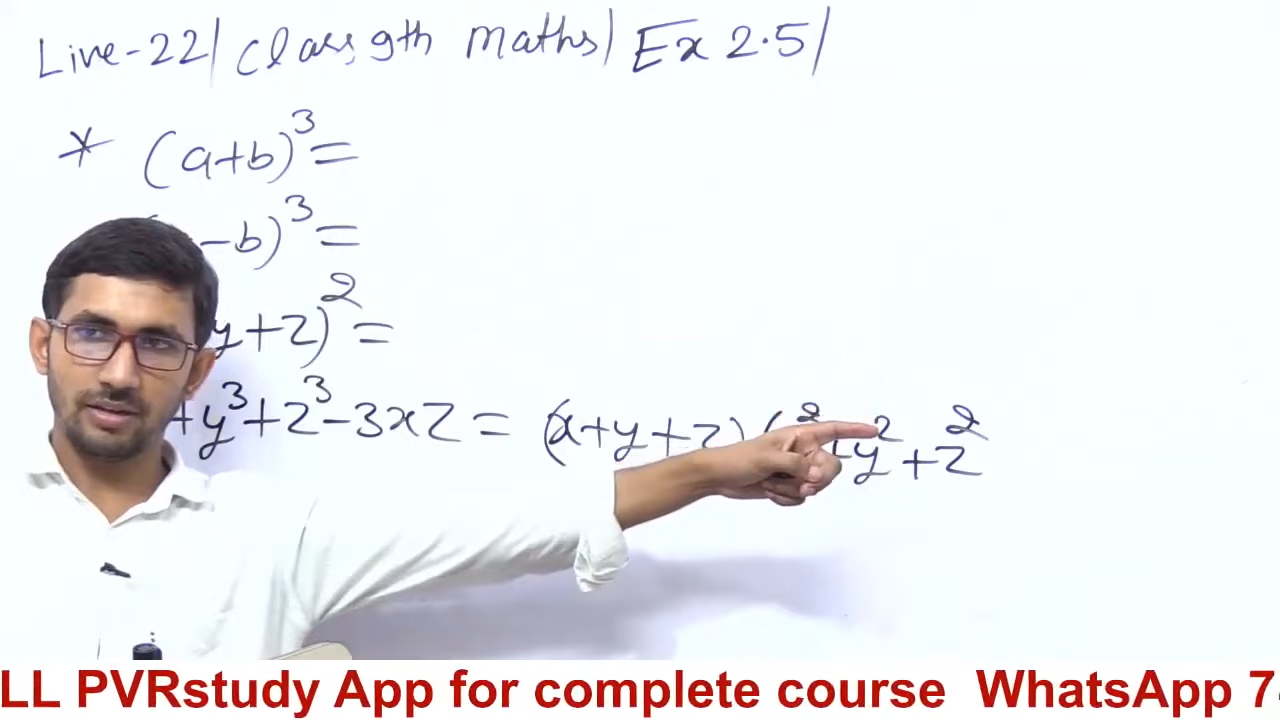 Live-22| Class 9th maths| Ex 2.5|
* (a+b)³=
-b)³=
y+z)²=
+y³+z³-3xz = (x+y+z)(²+y²+z²
LL PVRstudy App for complete course WhatsApp 7